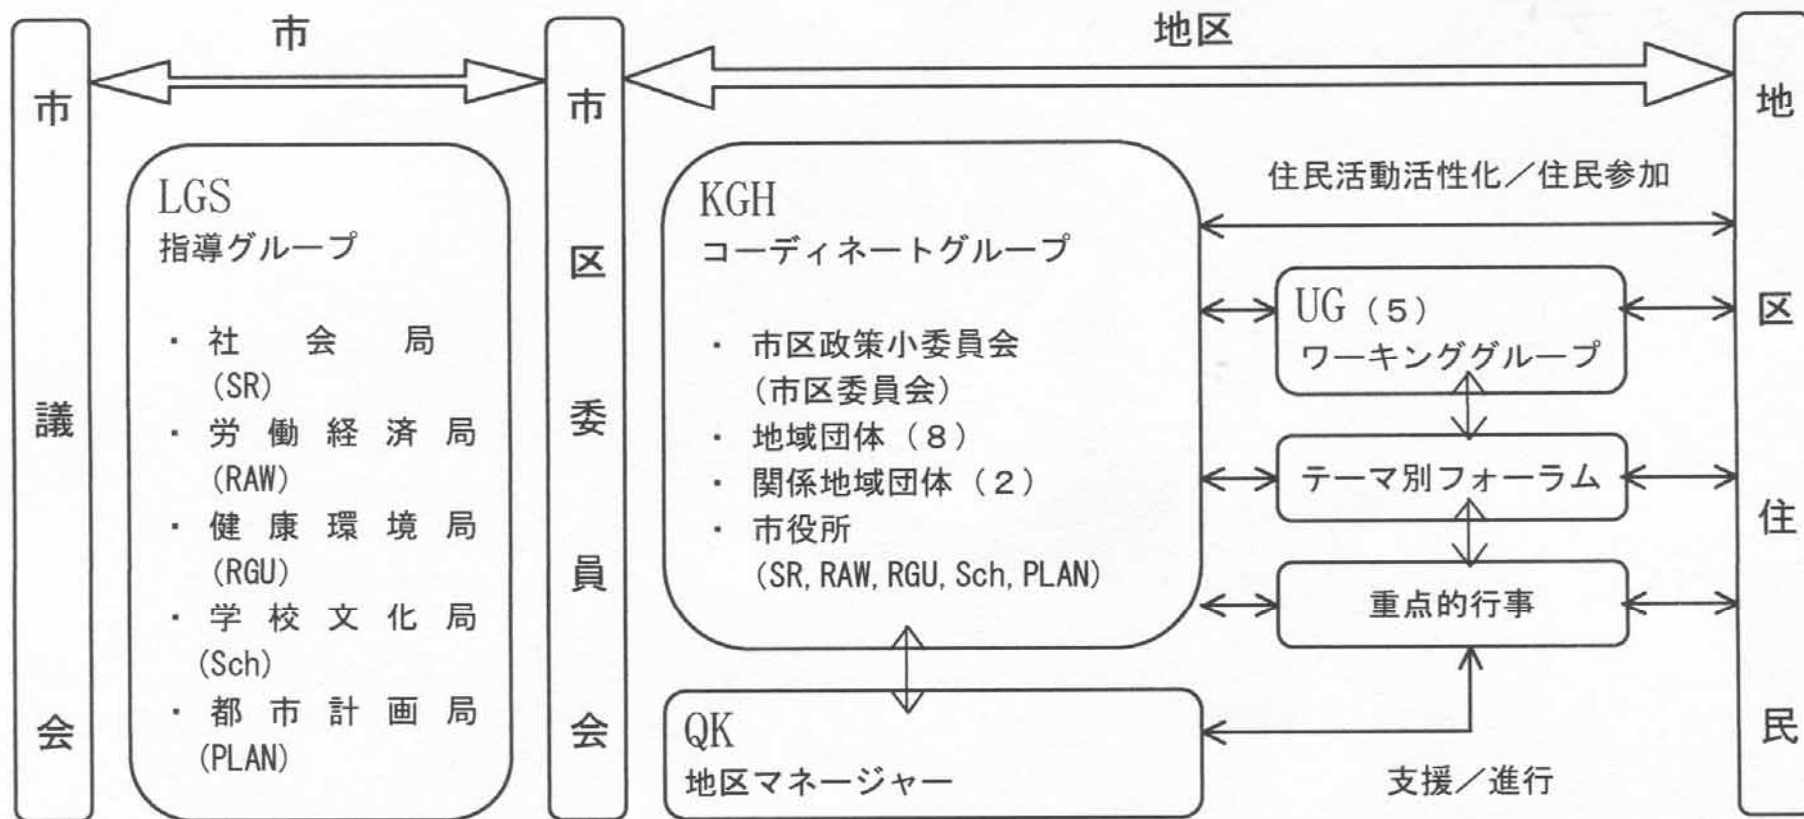 市
地区
市議会
LGS
指導グループ
・ 社会局
(SR)
・ 労働経済局
(RAW)
・ 健康環境局
(RGU)
・ 学校文化局
(Sch)
・ 都市計画局
(PLAN)
市区委員会
KGH
コーディネートグループ
・ 市区政策小委員会
(市区委員会)
・ 地域団体（８）
・ 関係地域団体（２）
・ 市役所
(SR, RAW, RGU, Sch, PLAN)
QK
地区マネージャー
住民活動活性化／住民参加
UG（５）
ワーキンググループ
テーマ別フォーラム
重点的行事
支援／進行
地区住民